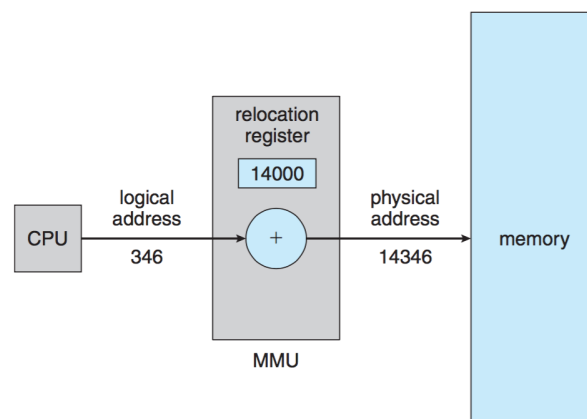 relocation
register
14000
logical
address
physical
address
CPU
+
memory
346
14346
MMU